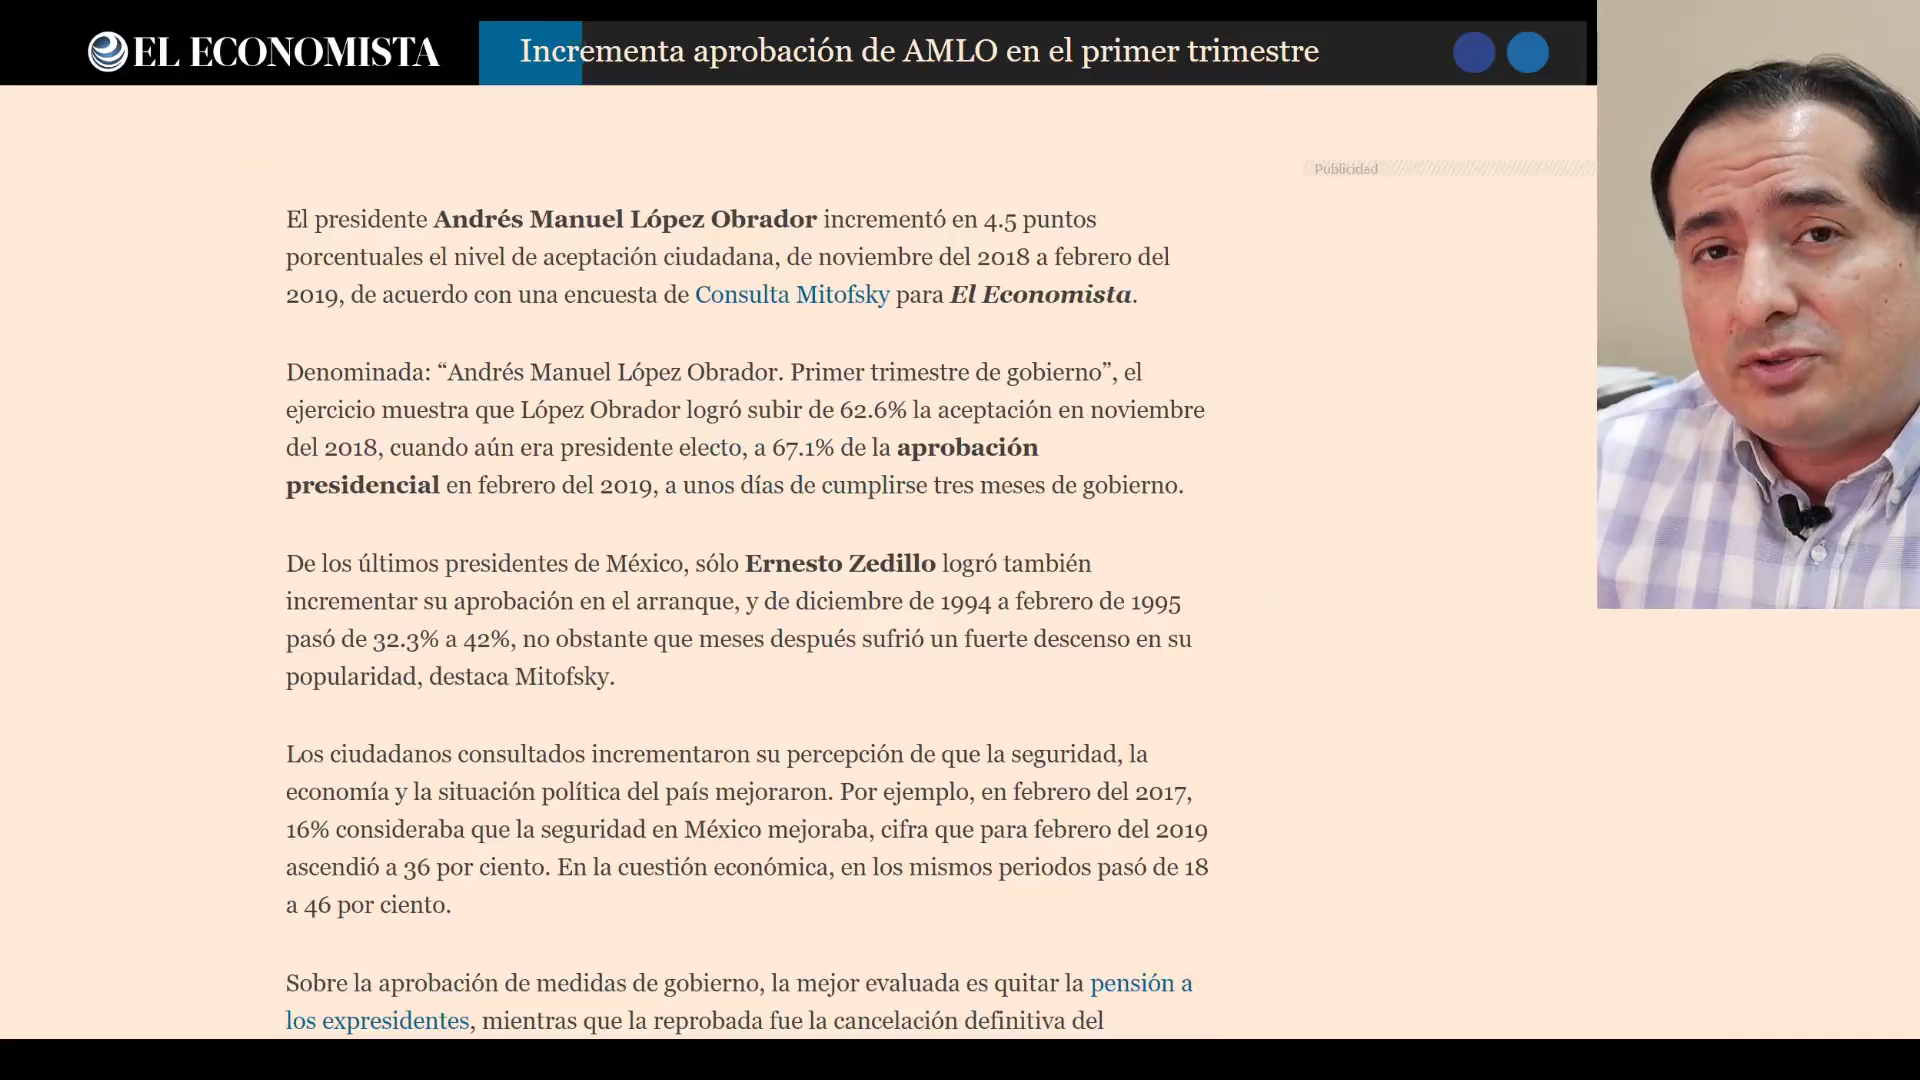 EL ECONOMISTA
Incrementa aprobación de AMLO en el primer trimestre
Publicidad
El presidente Andrés Manuel López Obrador incrementó en 4.5 puntos
porcentuales el nivel de aceptación ciudadana, de noviembre del 2018 a febrero del
2019, de acuerdo con una encuesta de Consulta Mitofsky para El Economista.
Denominada: “Andrés Manuel López Obrador. Primer trimestre de gobierno”, el
ejercicio muestra que López Obrador logró subir de 62.6% la aceptación en noviembre
del 2018, cuando aún era presidente electo, a 67.1% de la aprobación
presidencial en febrero del 2019, a unos días de cumplirse tres meses de gobierno.
De los últimos presidentes de México, sólo Ernesto Zedillo logró también
incrementar su aprobación en el arranque, y de diciembre de 1994 a febrero de 1995
pasó de 32.3% a 42%, no obstante que meses después sufrió un fuerte descenso en su
popularidad, destaca Mitofsky.
Los ciudadanos consultados incrementaron su percepción de que la seguridad, la
economía y la situación política del país mejoraron. Por ejemplo, en febrero del 2017,
16% consideraba que la seguridad en México mejoraba, cifra que para febrero del 2019
ascendió a 36 por ciento. En la cuestión económica, en los mismos periodos pasó de 18
a 46 por ciento.
Sobre la aprobación de medidas de gobierno, la mejor evaluada es quitar la pensión a
los expresidentes, mientras que la reprobada fue la cancelación definitiva del